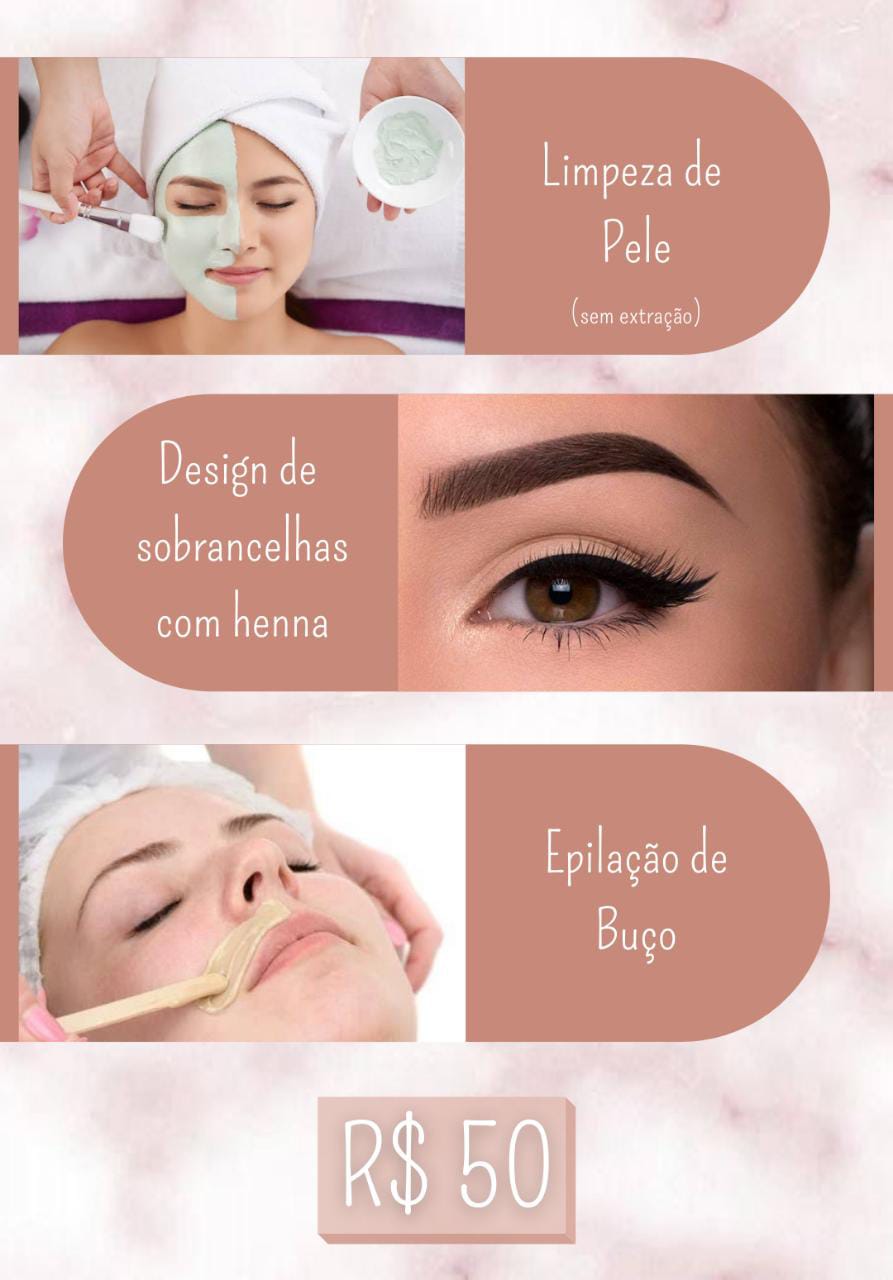 Limpeza de
Pele
(sem extração)
Design de
sobrancelhas
com henna
Epilação de
Buço
R$ 50